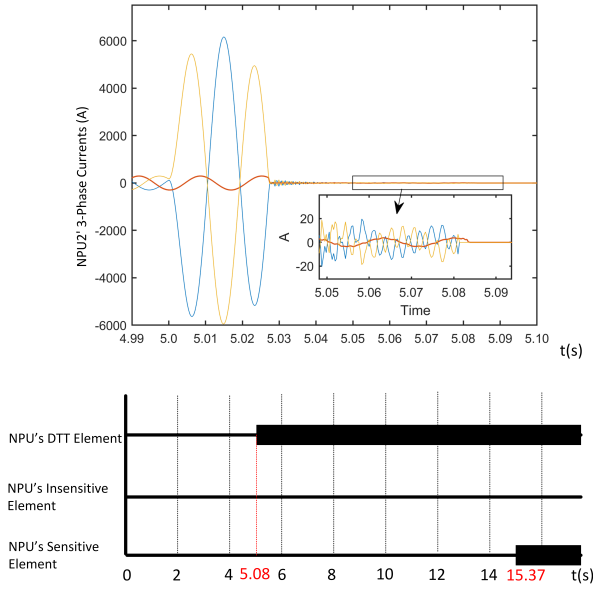 6000
4000
2000
0
-2000
-4000
-6000
NPU2' 3-Phase Currents (A)
20
0
-20
A
5.05 5.06 5.07 5.08 5.09
Time
4.99 5.0 5.01 5.02 5.03 5.04 5.05 5.06 5.07 5.08 5.09 5.10
t(s)
NPU's DTT Element
NPU's Insensitive
Element
NPU's Sensitive
Element
0 2 4 5.08 6 8 10 12 14 15.37 t(s)